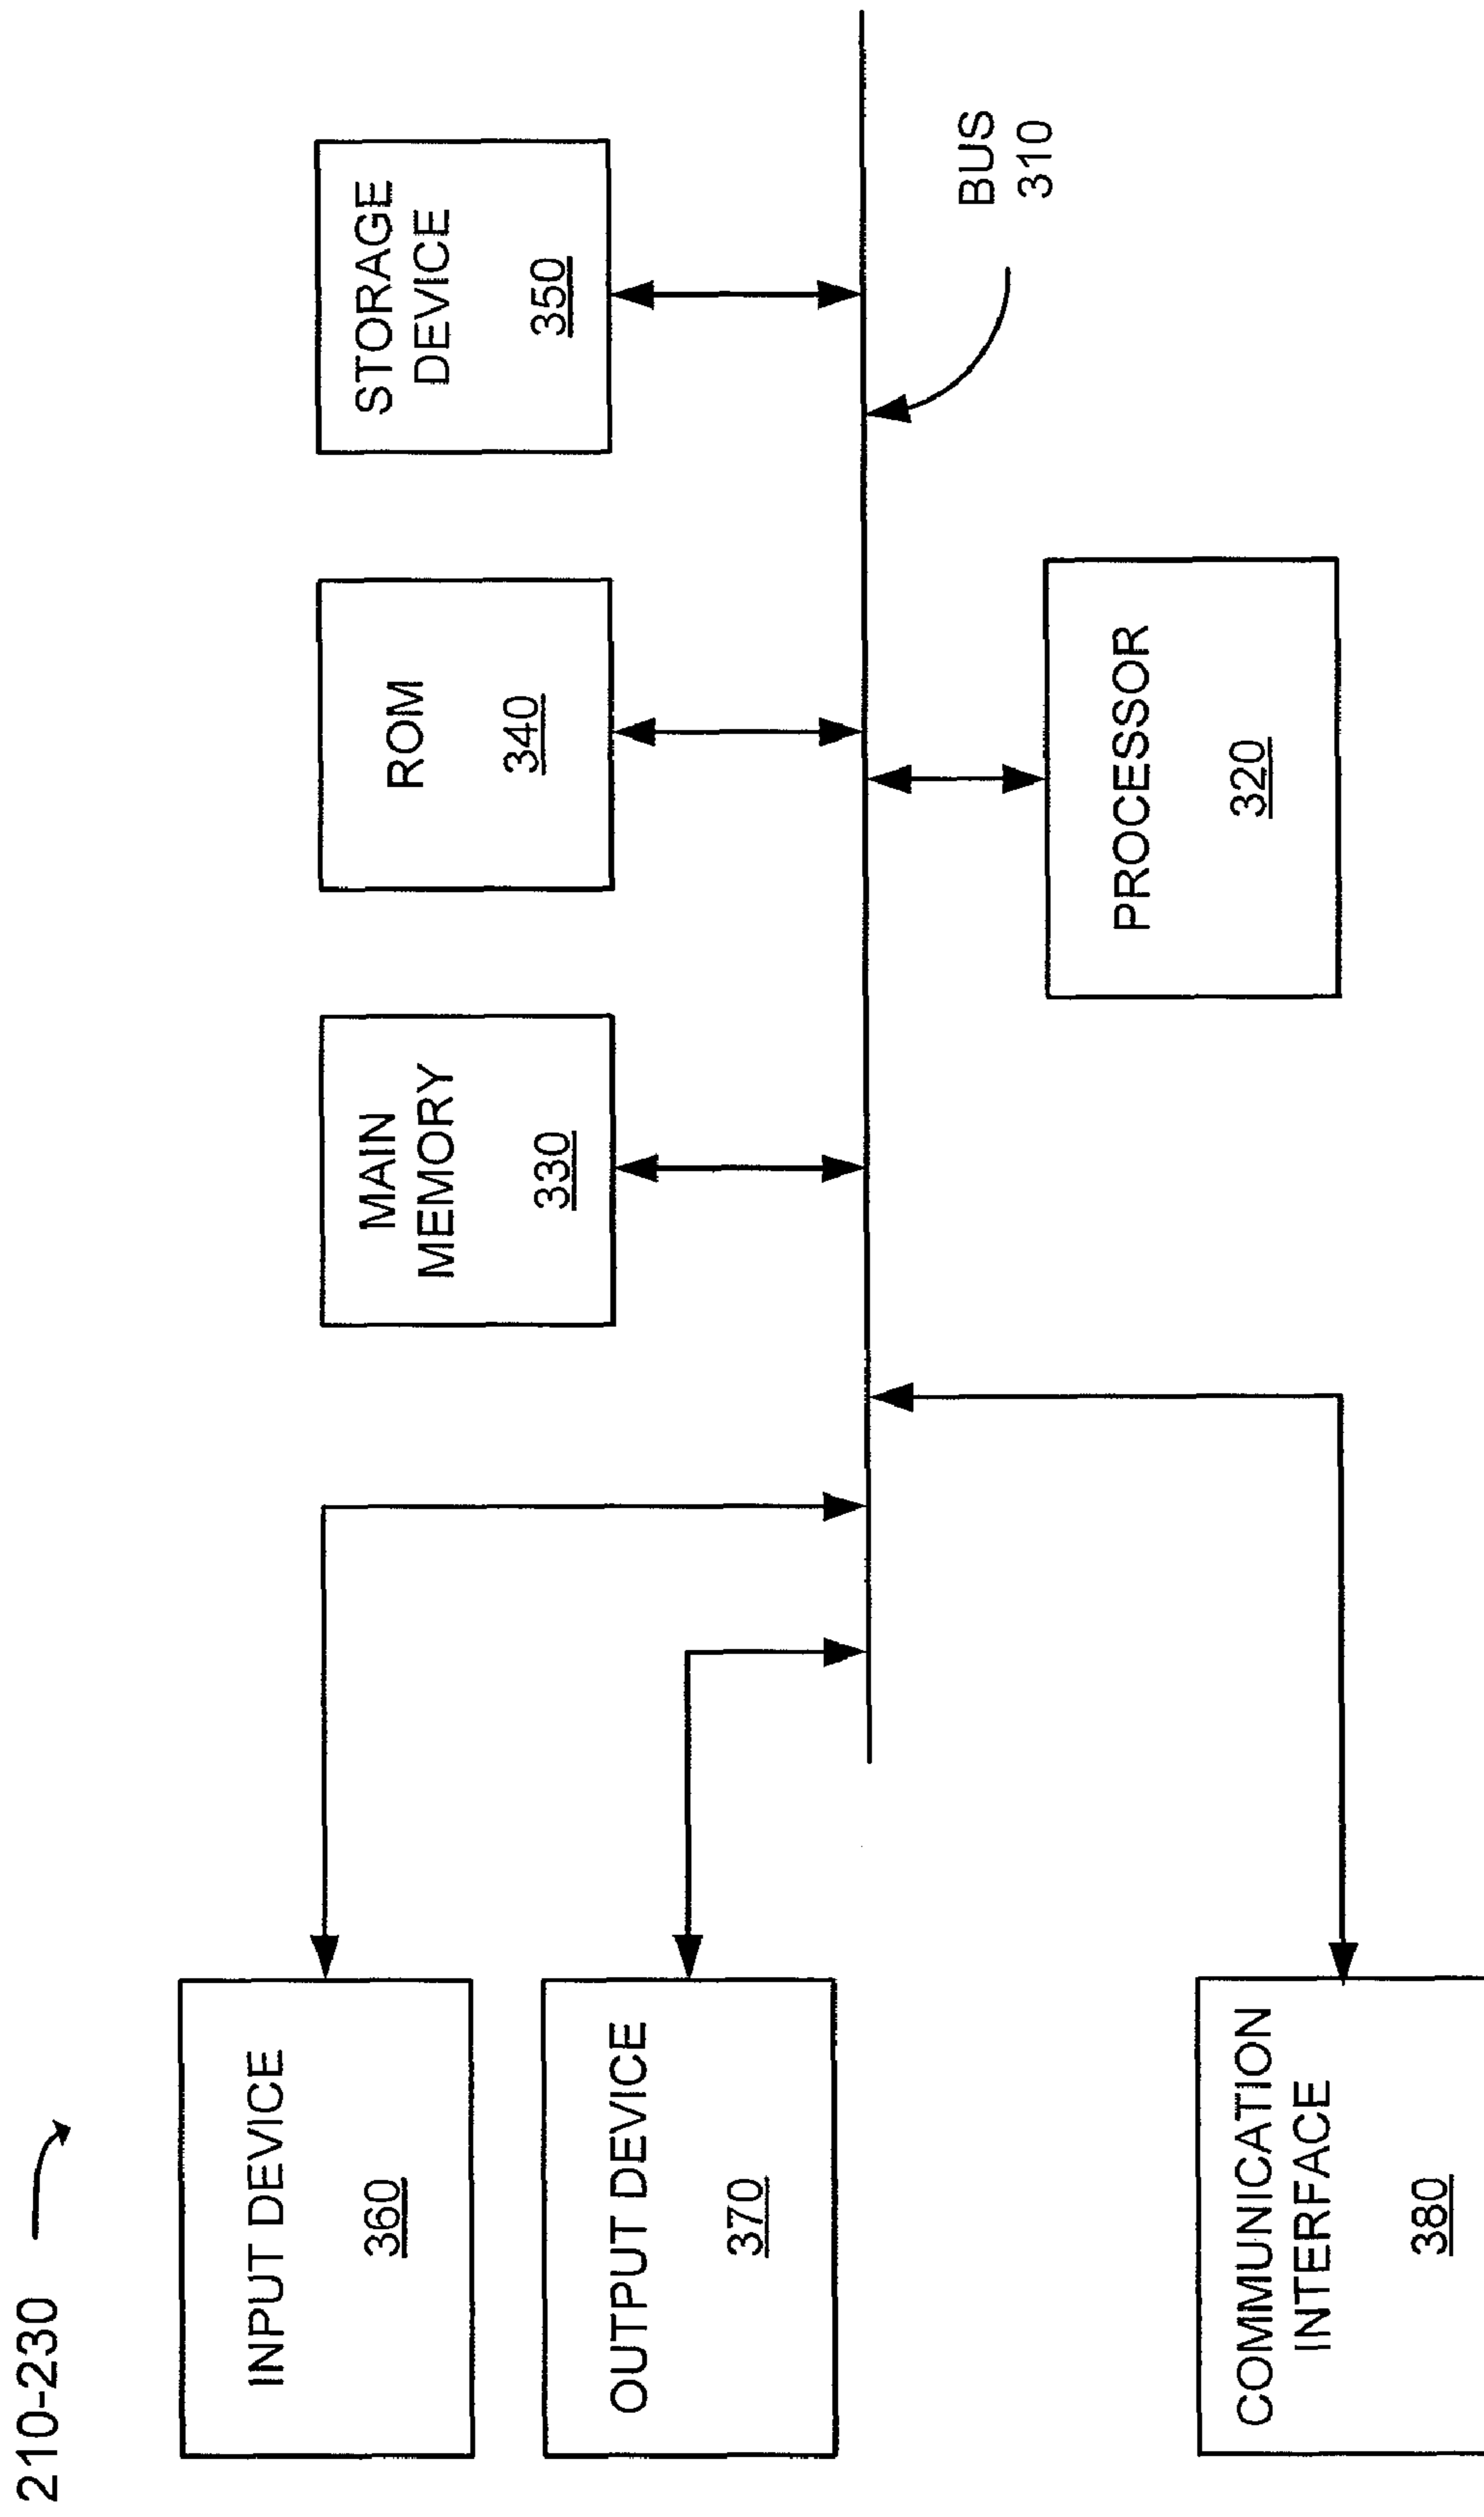 210-230
INPUT DEVICE
360
OUTPUT DEVICE
370
COMMUNICATION
INTERFACE
380
MAIN
MEMORY
330
ROM
340
STORAGE
DEVICE
350
PROCESSOR
320
BUS
310